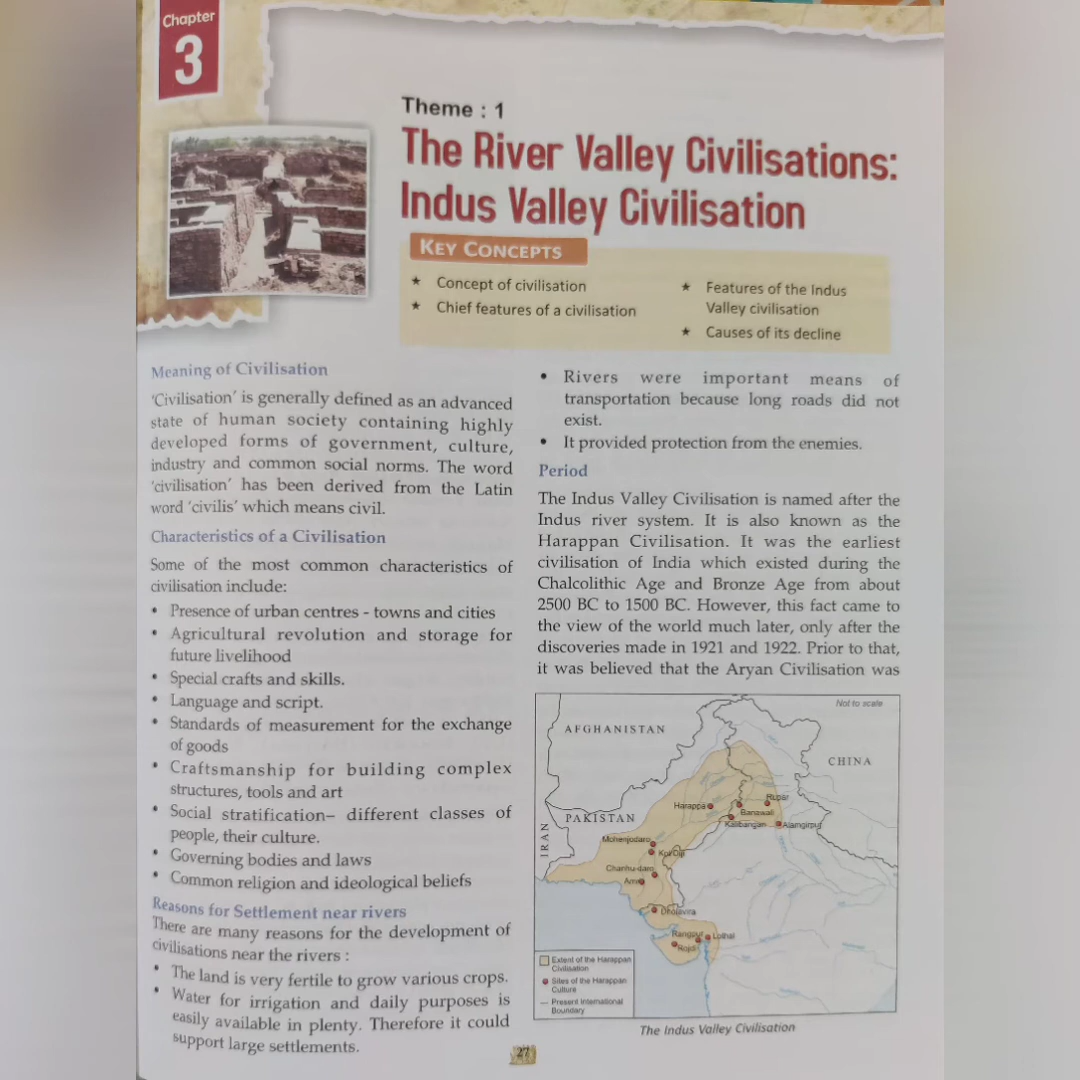 Chapter
3
Theme : 1
The River Valley Civilisations:
Indus Valley Civilisation
KEY CONCEPTS
★ Concept of civilisation
★ Chief features of a civilisation
★ Features of the Indus
Valley civilisation
★ Causes of its decline
Meaning of Civilisation
'Civilisation' is generally defined as an advanced
state of human society containing highly
developed forms of government, culture,
industry and common social norms. The word
'civilisation' has been derived from the Latin
word 'civilis' which means civil.
Characteristics of a Civilisation
Some of the most common characteristics of
civilisation include:
• Presence of urban centres - towns and cities
• Agricultural revolution and storage for
future livelihood
• Special crafts and skills.
• Language and script.
• Standards of measurement for the exchange
of goods
• Craftsmanship for building complex
structures, tools and art
• Social stratification– different classes of
people, their culture.
• Governing bodies and laws
• Common religion and ideological beliefs
Reasons for Settlement near rivers
There are many reasons for the development of
civilisations near the rivers :
• The land is very fertile to grow various crops.
• Water for irrigation and daily purposes is
easily available in plenty. Therefore it could
support large settlements.
• Rivers were important means of
transportation because long roads did not
exist.
• It provided protection from the enemies.
Period
The Indus Valley Civilisation is named after the
Indus river system. It is also known as the
Harappan Civilisation. It was the earliest
civilisation of India which existed during the
Chalcolithic Age and Bronze Age from about
2500 BC to 1500 BC. However, this fact came to
the view of the world much later, only after the
discoveries made in 1921 and 1922. Prior to that,
it was believed that the Aryan Civilisation was
Not to scale
AFGHANISTAN
CHINA
PAKISTAN
IRAN
Harappa
Rupar
Banawali
Kalibangan
Alamgirpur
Mohenjodaro
Kot Diji
Chanhu-daro
Amri
Dholavira
Rangpur
Lothal
Rojdi
Extent of the Harappan
Civilisation
Sites of the Harappan
Culture
Present International
Boundary
The Indus Valley Civilisation
27